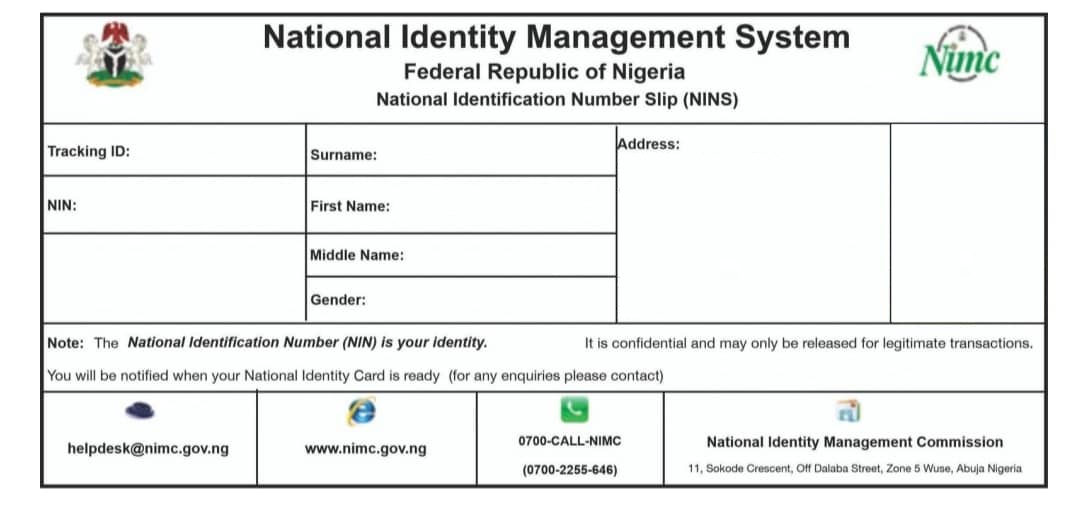 National Identity Management System
Federal Republic of Nigeria
National Identification Number Slip (NINS)
Nimc
Tracking ID:
Surname:
Address:
NIN:
First Name:
Middle Name:
Gender:
Note: The National Identification Number (NIN) is your identity. It is confidential and may only be released for legitimate transactions.
You will be notified when your National Identity Card is ready (for any enquiries please contact)
helpdesk@nimc.gov.ng
www.nimc.gov.ng
0700-CALL-NIMC
(0700-2255-646)
National Identity Management Commission
11, Sokode Crescent, Off Dalaba Street, Zone 5 Wuse, Abuja Nigeria